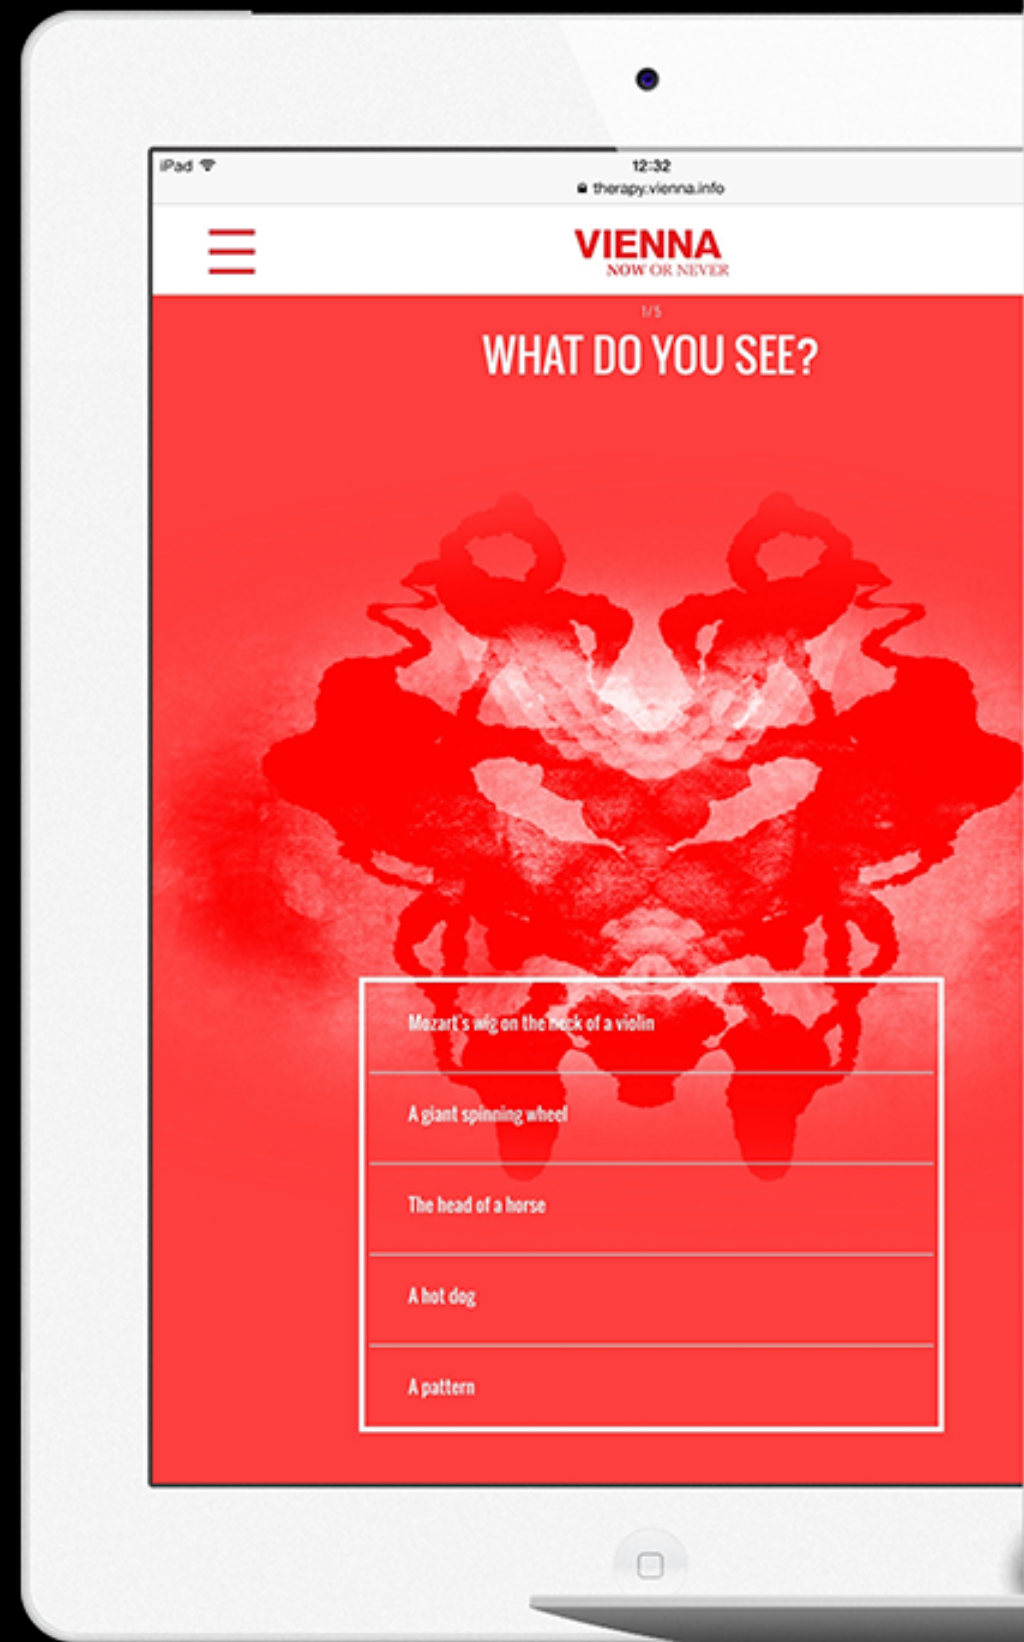 iPad
12:32
therapy.vienna.info
VIENNA
NOW OR NEVER
1/5
WHAT DO YOU SEE?
Mozart's wig on the neck of a violin
A giant spinning wheel
The head of a horse
A hot dog
A pattern